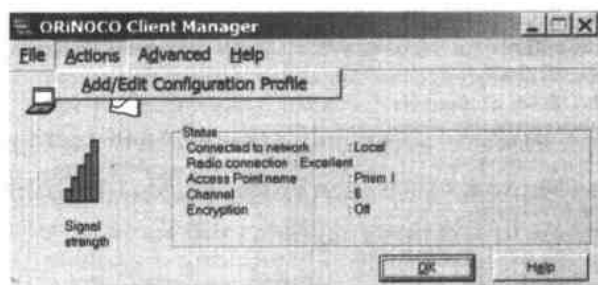 ORiNOCO Client Manager
File Actions Advanced Help
Add/Edit Configuration Profile
Status
Connected to network : Local
Radio connection : Excellent
Access Point name : Prism I
Channel : 6
Encryption : Off
Signal
strength
OK Help